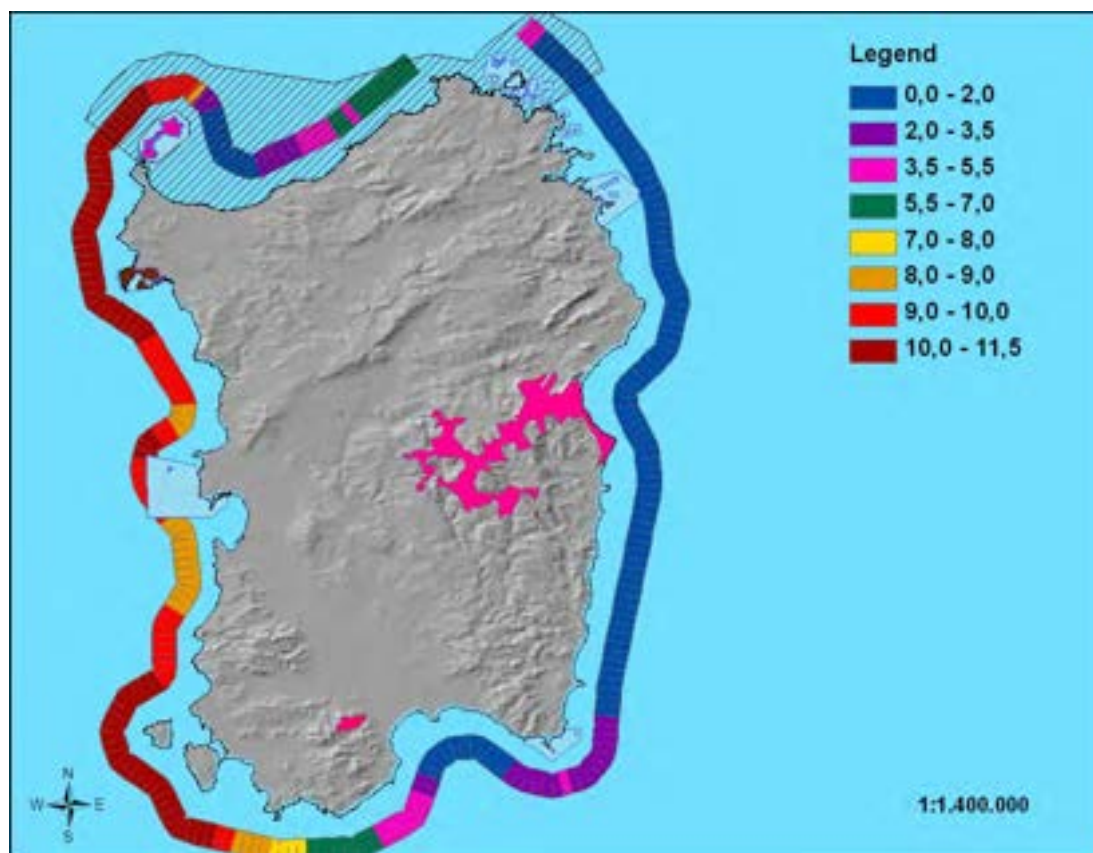 Legend
0,0 - 2,0
2,0 - 3,5
3,5 - 5,5
5,5 - 7,0
7,0 - 8,0
8,0 - 9,0
9,0 - 10,0
10,0 - 11,5
N
W E
S
1:1.400.000